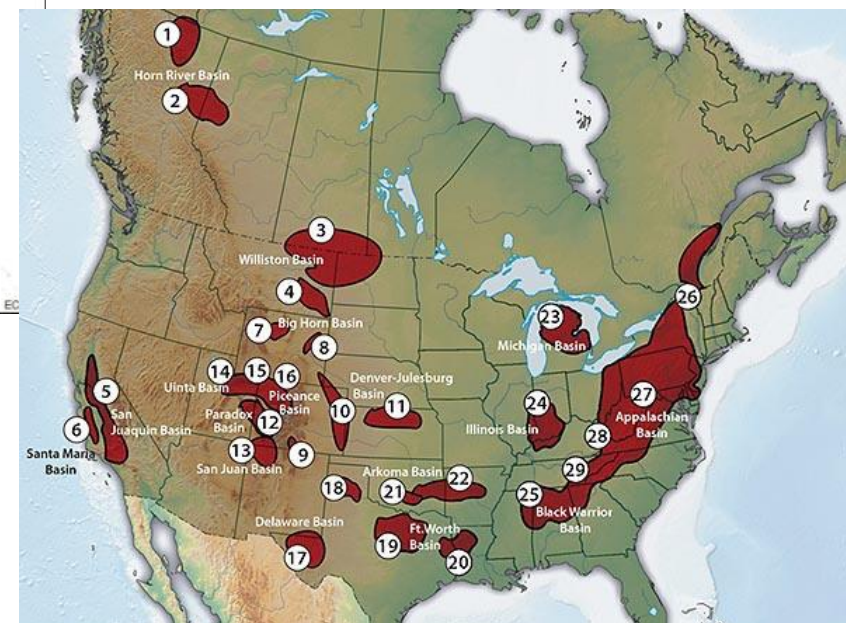 1
Horn River Basin
2
3
Williston Basin
4
EC
26
7
Big Horn Basin
23
8
Michigan Basin
14
15
16
Uinta Basin
Piceance
Basin
Denver-Julesburg
Basin
5
San
Juaquin Basin
6
Santa Maria
Basin
Paradox
Basin
12
10
11
24
Illinois Basin
27
Appalachian
Basin
28
13
San Juan Basin
9
29
Arkoma Basin
22
18
21
25
Black Warrior
Basin
Delaware Basin
17
19
Ft.Worth
Basin
20